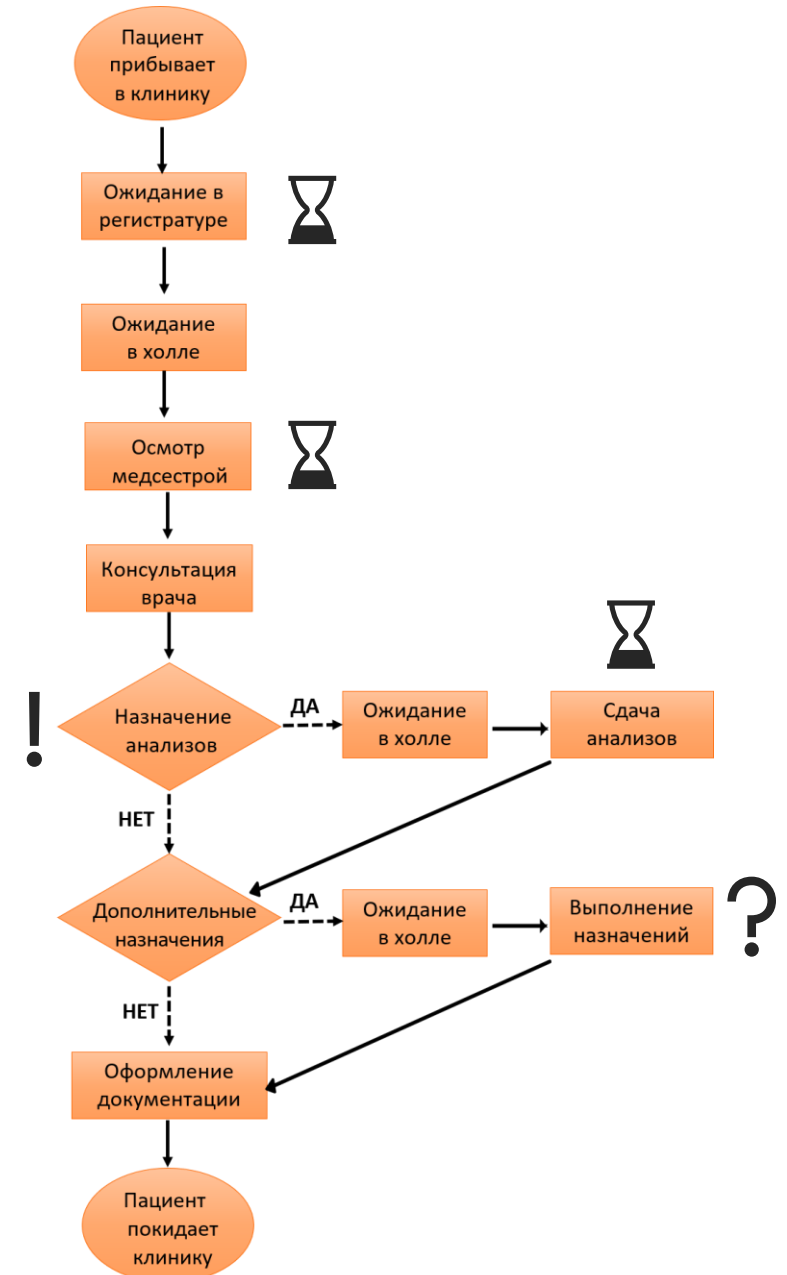 Пациент
прибывает
в клинику
Ожидание в
регистратуре
Ожидание
в холле
Осмотр
медсестрой
Консультация
врача
!
Назначение
анализов
ДА
Ожидание
в холле
Сдача
анализов
НЕТ
Дополнительные
назначения
ДА
Ожидание
в холле
Выполнение
назначений
?
НЕТ
Оформление
документации
Пациент
покидает
клинику